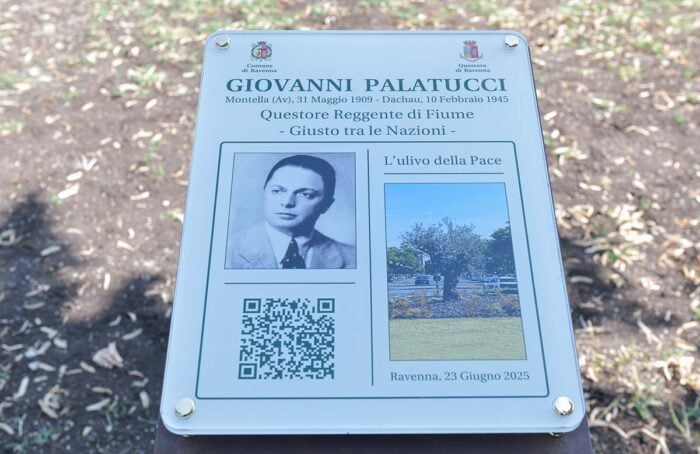 Comune
di Ravenna
Questura
di Ravenna
GIOVANNI PALATUCCI
Montella (Av), 31 Maggio 1909 - Dachau, 10 Febbraio 1945
Questore Reggente di Fiume
- Giusto tra le Nazioni -
L'ulivo della Pace
Ravenna, 23 Giugno 2025